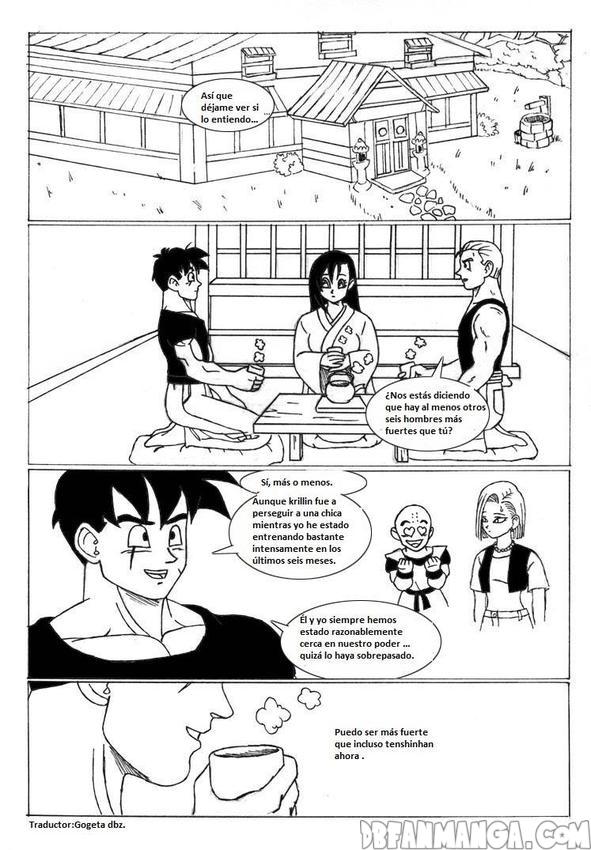 Así que
déjame ver si
lo entiendo...
¿Nos estás diciendo
que hay al menos otros
seis hombres más
fuertes que tú?
Sí, más o menos.
Aunque krillin fue a
perseguir a una chica
mientras yo he estado
entrenando bastante
intensamente en los
últimos seis meses.
Él y yo siempre hemos
estado razonablemente
cerca en nuestro poder ...
quizá lo haya sobrepasado.
Puedo ser más fuerte
que incluso tenshinhan
ahora .
Traductor:Gogeta dbz.
DBFANMANGA.COM